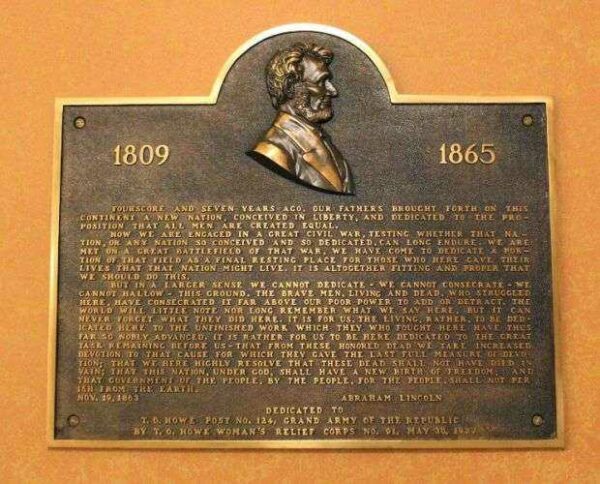 1809
1865
FOURSCORE AND SEVEN YEARS AGO, OUR FATHERS BROUGHT FORTH ON THIS
CONTINENT A NEW NATION, CONCEIVED IN LIBERTY, AND DEDICATED TO THE PRO-
POSITION THAT ALL MEN ARE CREATED EQUAL.
NOW WE ARE ENGAGED IN A GREAT CIVIL WAR, TESTING WHETHER THAT NA-
TION, OR ANY NATION SO CONCEIVED AND SO DEDICATED, CAN LONG ENDURE. WE ARE
MET ON A GREAT BATTLEFIELD OF THAT WAR. WE HAVE COME TO DEDICATE A POR-
TION OF THAT FIELD AS A FINAL RESTING PLACE FOR THOSE WHO HERE GAVE THEIR
LIVES THAT THAT NATION MIGHT LIVE. IT IS ALTOGETHER FITTING AND PROPER THAT
WE SHOULD DO THIS.
BUT IN A LARGER SENSE WE CANNOT DEDICATE - WE CANNOT CONSECRATE - WE
CANNOT HALLOW - THIS GROUND. THE BRAVE MEN, LIVING AND DEAD, WHO STRUGGLED
HERE, HAVE CONSECRATED IT FAR ABOVE OUR POOR POWER TO ADD OR DETRACT. THE
WORLD WILL LITTLE NOTE NOR LONG REMEMBER WHAT WE SAY HERE, BUT IT CAN
NEVER FORGET WHAT THEY DID HERE. IT IS FOR US, THE LIVING, RATHER, TO BE DED-
ICATED HERE TO THE UNFINISHED WORK WHICH THEY WHO FOUGHT HERE HAVE THUS
FAR SO NOBLY ADVANCED. IT IS RATHER FOR US TO BE HERE DEDICATED TO THE GREAT
TASK REMAINING BEFORE US - THAT FROM THESE HONORED DEAD WE TAKE INCREASED
DEVOTION TO THAT CAUSE FOR WHICH THEY GAVE THE LAST FULL MEASURE OF DEVO-
TION; THAT WE HERE HIGHLY RESOLVE THAT THESE DEAD SHALL NOT HAVE DIED IN
VAIN; THAT THIS NATION, UNDER GOD, SHALL HAVE A NEW BIRTH OF FREEDOM; AND
THAT GOVERNMENT OF THE PEOPLE, BY THE PEOPLE, FOR THE PEOPLE, SHALL NOT PER-
ISH FROM THE EARTH.
NOV. 19, 1863 ABRAHAM LINCOLN
DEDICATED TO
T. O. HOWE POST NO. 124, GRAND ARMY OF THE REPUBLIC
BY T. O. HOWE WOMAN'S RELIEF CORPS NO. 91, MAY 30,